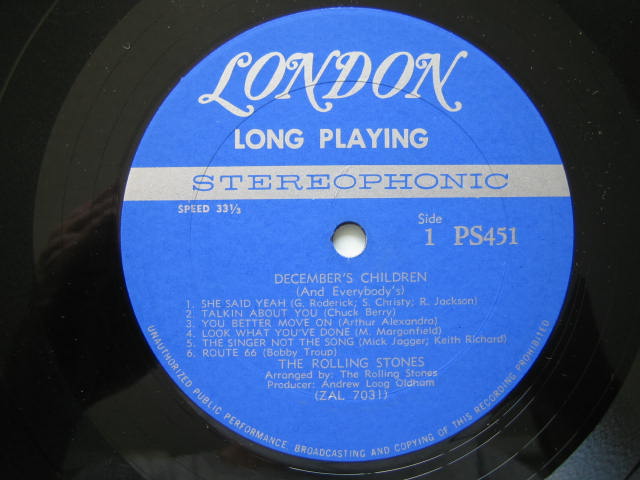 LONDON
LONG PLAYING
STEREOPHONIC
SPEED 33⅓
Side
1 PS451
DECEMBER'S CHILDREN
(And Everybody's)
1. SHE SAID YEAH (G. Roderick; S. Christy; R. Jackson)
2. TALKIN ABOUT YOU (Chuck Berry)
3. YOU BETTER MOVE ON (Arthur Alexandra)
4. LOOK WHAT YOU'VE DONE (M. Margonfield)
5. THE SINGER NOT THE SONG (Mick Jagger; Keith Richard)
6. ROUTE 66 (Bobby Troup)
THE ROLLING STONES
Arranged by: The Rolling Stones
Producer: Andrew Loog Oldham
(ZAL 7031)
UNAUTHORIZED PUBLIC PERFORMANCE BROADCASTING AND COPYING OF THIS RECORDING PROHIBITED